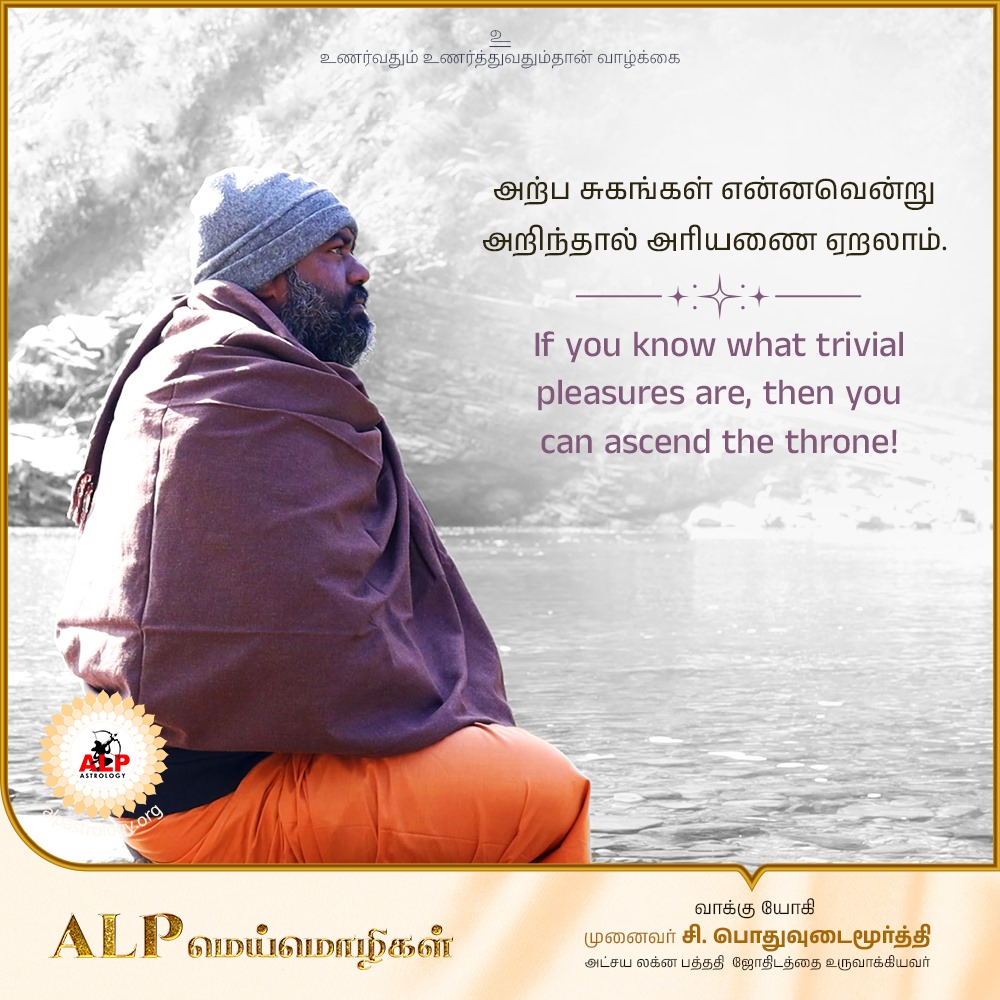 உ
உணர்வதும் உணர்த்துவதும்தான் வாழ்க்கை
அற்ப சுகங்கள் என்னவென்று
அறிந்தால் அரியணை ஏறலாம்.
If you know what trivial
pleasures are, then you
can ascend the throne!
ALP
ASTROLOGY
ALP மெய்மொழிகள்
வாக்கு யோகி
முனைவர் சி. பொதுவுடைமூர்த்தி
அட்சய லக்ன பத்ததி ஜோதிடத்தை உருவாக்கியவர்